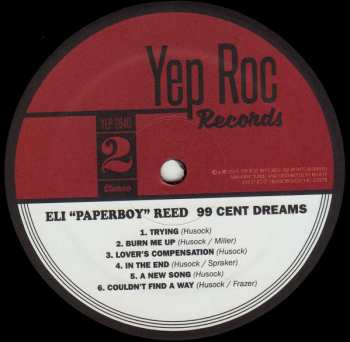 Yep Roc
Records
YEP 2640
2
Stereo
ELI "PAPERBOY" REED 99 CENT DREAMS
1. TRYING (Husock)
2. BURN ME UP (Husock / Miller)
3. LOVER'S COMPENSATION (Husock)
4. IN THE END (Husock / Spraker)
5. A NEW SONG (Husock)
6. COULDN'T FIND A WAY (Husock / Frazer)